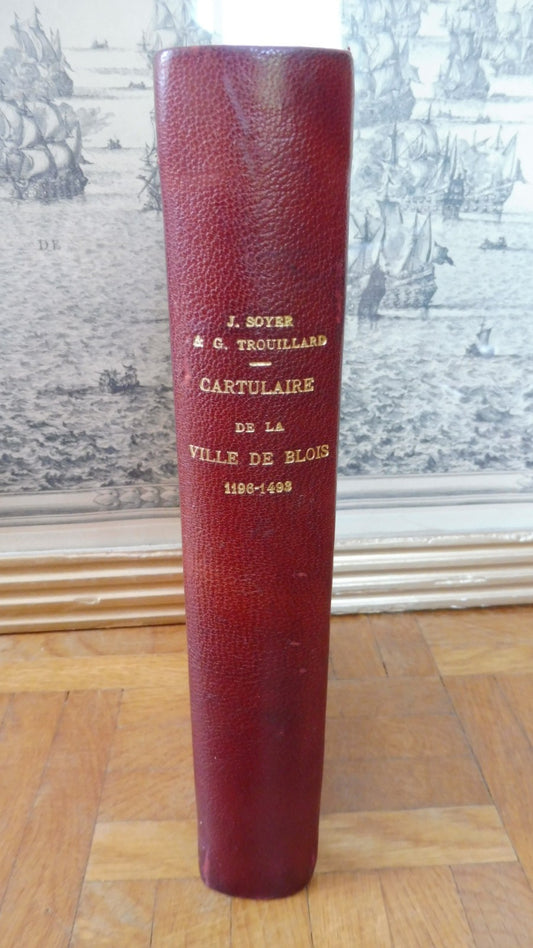 DE
J. SOYER
& G. TROUILLARD
CARTULAIRE
DE LA
VILLE DE BLOIS
1196-1493